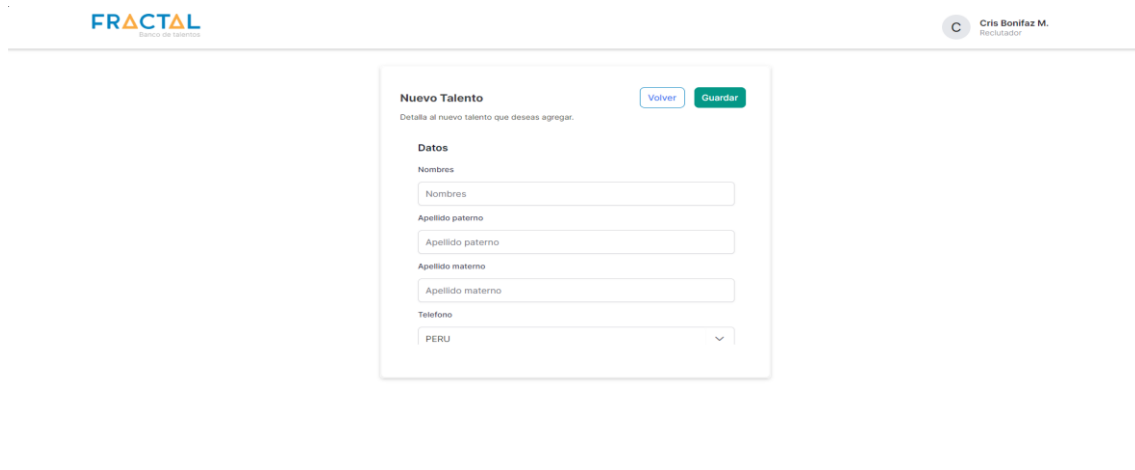 FRACTAL
Banco de talentos
C
Cris Bonifaz M.
Reclutador
Nuevo Talento
Volver
Guardar
Detalla al nuevo talento que deseas agregar.
Datos
Nombres
Nombres
Apellido paterno
Apellido paterno
Apellido materno
Apellido materno
Telefono
PERU